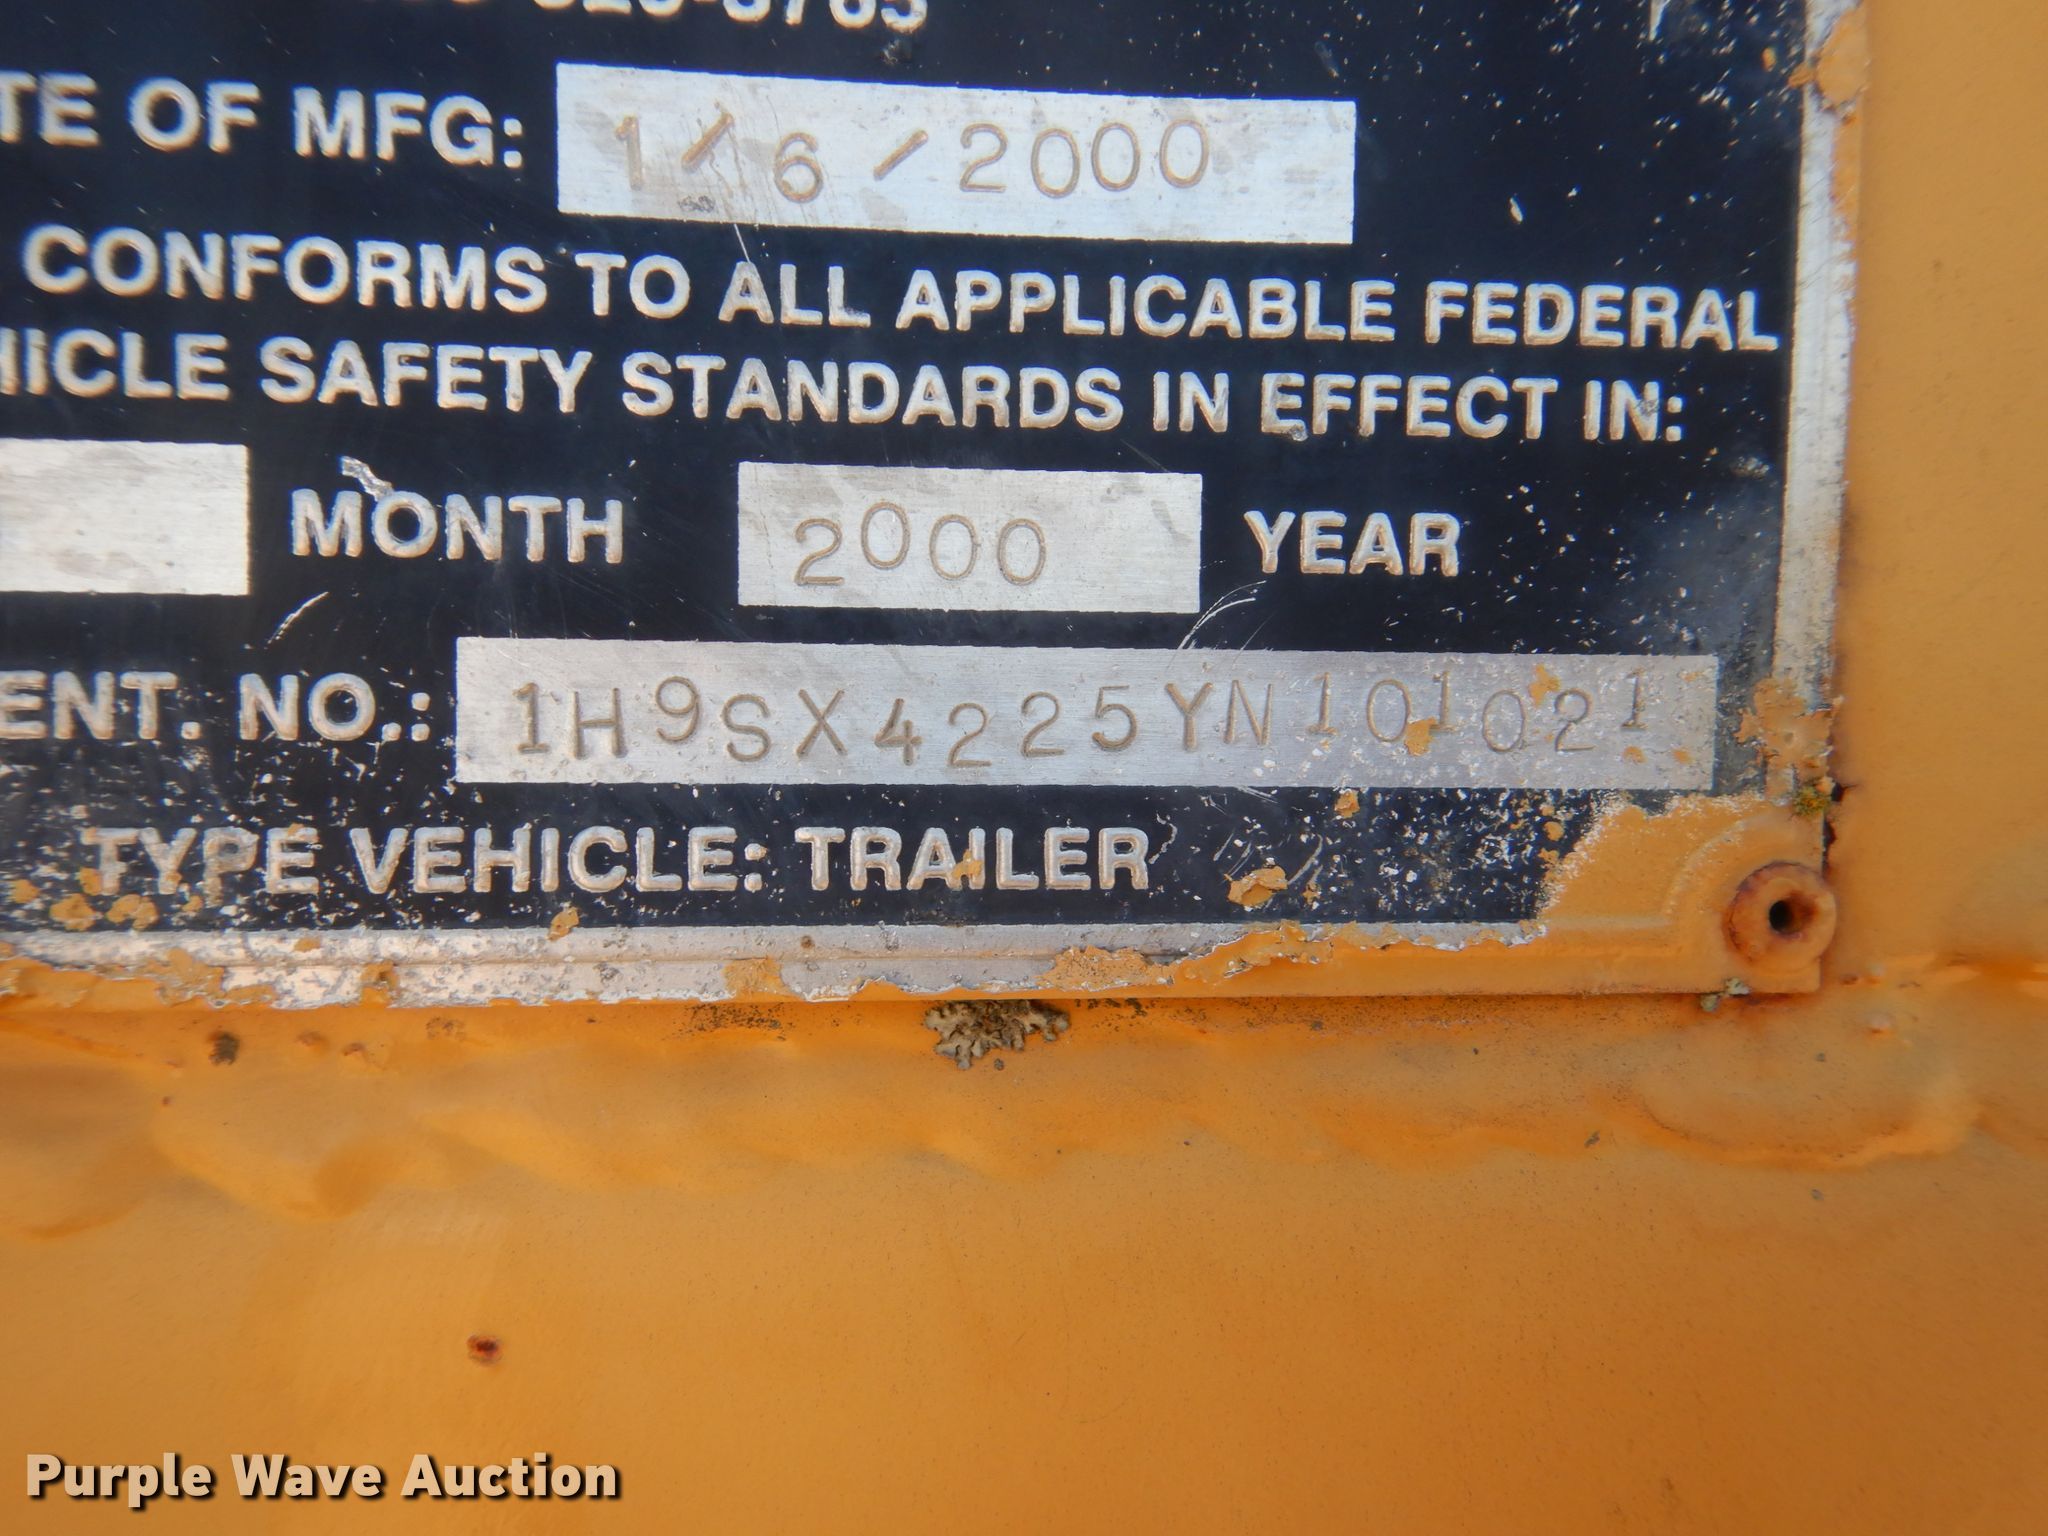 TE OF MFG: 1/6/2000
CONFORMS TO ALL APPLICABLE FEDERAL
HICLE SAFETY STANDARDS IN EFFECT IN:
MONTH 2000 YEAR
ENT. NO.: 1H9SX4225YN101021
TYPE VEHICLE: TRAILER
Purple Wave Auction